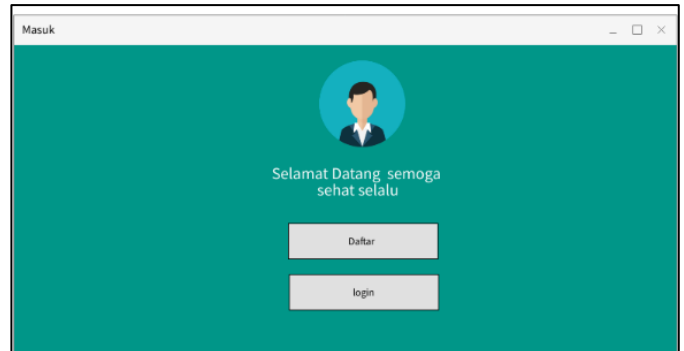 Masuk
Selamat Datang semoga
sehat selalu
Daftar
login